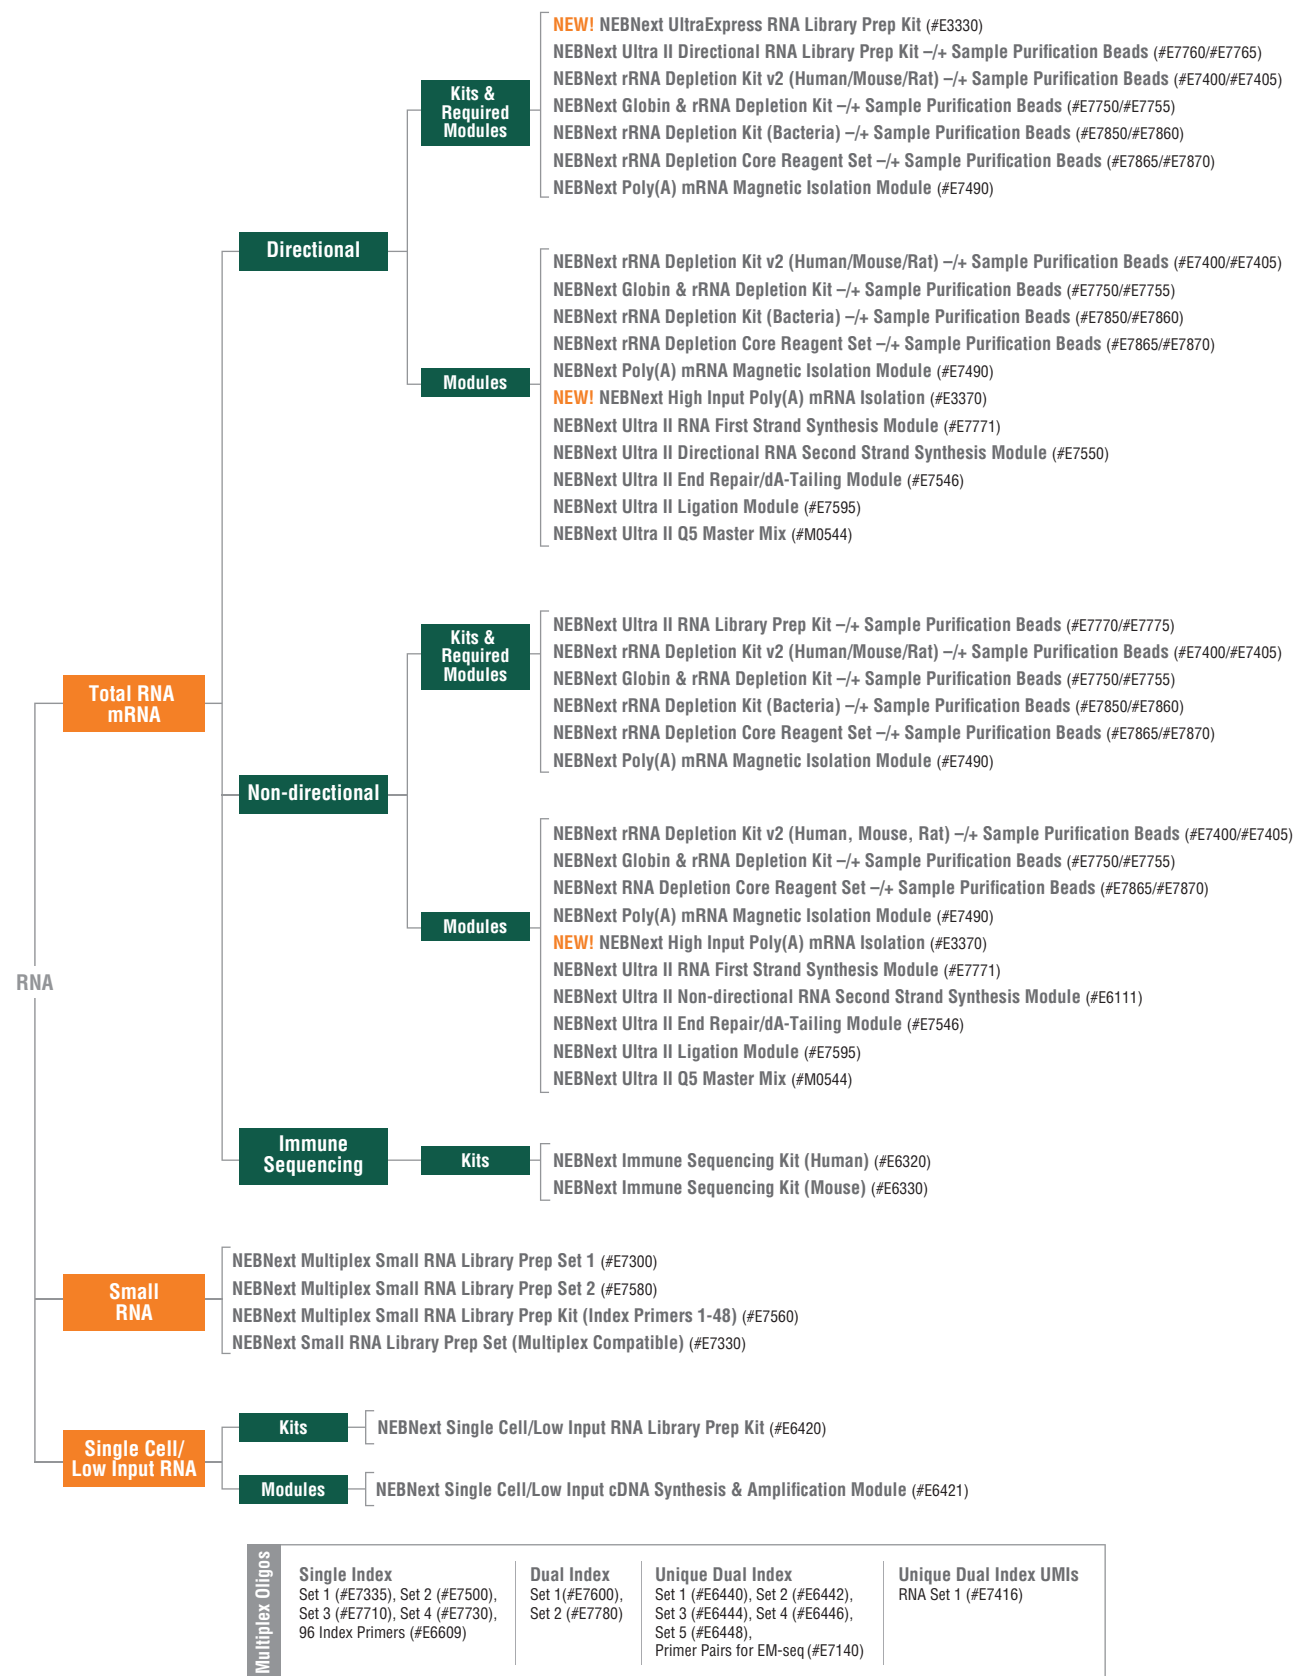 RNA
Total RNA
mRNA
Directional
Kits &
Required
Modules
NEW! NEBNext UltraExpress RNA Library Prep Kit (#E3330)
NEBNext Ultra II Directional RNA Library Prep Kit –/+ Sample Purification Beads (#E7760/#E7765)
NEBNext rRNA Depletion Kit v2 (Human/Mouse/Rat) –/+ Sample Purification Beads (#E7400/#E7405)
NEBNext Globin & rRNA Depletion Kit –/+ Sample Purification Beads (#E7750/#E7755)
NEBNext rRNA Depletion Kit (Bacteria) –/+ Sample Purification Beads (#E7850/#E7860)
NEBNext rRNA Depletion Core Reagent Set –/+ Sample Purification Beads (#E7865/#E7870)
NEBNext Poly(A) mRNA Magnetic Isolation Module (#E7490)
Modules
NEBNext rRNA Depletion Kit v2 (Human/Mouse/Rat) –/+ Sample Purification Beads (#E7400/#E7405)
NEBNext Globin & rRNA Depletion Kit –/+ Sample Purification Beads (#E7750/#E7755)
NEBNext rRNA Depletion Kit (Bacteria) –/+ Sample Purification Beads (#E7850/#E7860)
NEBNext rRNA Depletion Core Reagent Set –/+ Sample Purification Beads (#E7865/#E7870)
NEBNext Poly(A) mRNA Magnetic Isolation Module (#E7490)
NEW! NEBNext High Input Poly(A) mRNA Isolation (#E3370)
NEBNext Ultra II RNA First Strand Synthesis Module (#E7771)
NEBNext Ultra II Directional RNA Second Strand Synthesis Module (#E7550)
NEBNext Ultra II End Repair/dA-Tailing Module (#E7546)
NEBNext Ultra II Ligation Module (#E7595)
NEBNext Ultra II Q5 Master Mix (#M0544)
Non-directional
Kits &
Required
Modules
NEBNext Ultra II RNA Library Prep Kit –/+ Sample Purification Beads (#E7770/#E7775)
NEBNext rRNA Depletion Kit v2 (Human/Mouse/Rat) –/+ Sample Purification Beads (#E7400/#E7405)
NEBNext Globin & rRNA Depletion Kit –/+ Sample Purification Beads (#E7750/#E7755)
NEBNext rRNA Depletion Kit (Bacteria) –/+ Sample Purification Beads (#E7850/#E7860)
NEBNext rRNA Depletion Core Reagent Set –/+ Sample Purification Beads (#E7865/#E7870)
NEBNext Poly(A) mRNA Magnetic Isolation Module (#E7490)
Modules
NEBNext rRNA Depletion Kit v2 (Human, Mouse, Rat) –/+ Sample Purification Beads (#E7400/#E7405)
NEBNext Globin & rRNA Depletion Kit –/+ Sample Purification Beads (#E7750/#E7755)
NEBNext RNA Depletion Core Reagent Set –/+ Sample Purification Beads (#E7865/#E7870)
NEBNext Poly(A) mRNA Magnetic Isolation Module (#E7490)
NEW! NEBNext High Input Poly(A) mRNA Isolation (#E3370)
NEBNext Ultra II RNA First Strand Synthesis Module (#E7771)
NEBNext Ultra II Non-directional RNA Second Strand Synthesis Module (#E6111)
NEBNext Ultra II End Repair/dA-Tailing Module (#E7546)
NEBNext Ultra II Ligation Module (#E7595)
NEBNext Ultra II Q5 Master Mix (#M0544)
Immune
Sequencing
Kits
NEBNext Immune Sequencing Kit (Human) (#E6320)
NEBNext Immune Sequencing Kit (Mouse) (#E6330)
Small
RNA
NEBNext Multiplex Small RNA Library Prep Set 1 (#E7300)
NEBNext Multiplex Small RNA Library Prep Set 2 (#E7580)
NEBNext Multiplex Small RNA Library Prep Kit (Index Primers 1-48) (#E7560)
NEBNext Small RNA Library Prep Set (Multiplex Compatible) (#E7330)
Single Cell/
Low Input RNA
Kits
NEBNext Single Cell/Low Input RNA Library Prep Kit (#E6420)
Modules
NEBNext Single Cell/Low Input cDNA Synthesis & Amplification Module (#E6421)
Multiplex Oligos
Single Index
Set 1 (#E7335), Set 2 (#E7500),
Set 3 (#E7710), Set 4 (#E7730),
96 Index Primers (#E6609)
Dual Index
Set 1(#E7600),
Set 2 (#E7780)
Unique Dual Index
Set 1 (#E6440), Set 2 (#E6442),
Set 3 (#E6444), Set 4 (#E6446),
Set 5 (#E6448),
Primer Pairs for EM-seq (#E7140)
Unique Dual Index UMIs
RNA Set 1 (#E7416)